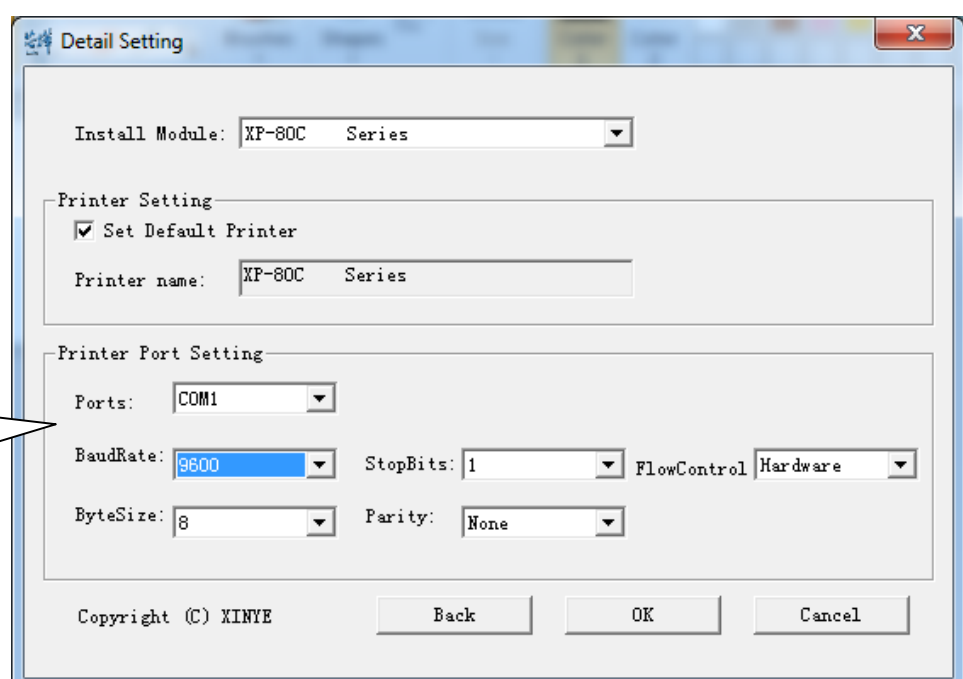 Detail Setting
Install Module: XP-80C Series
Printer Setting
Set Default Printer
Printer name: XP-80C Series
Printer Port Setting
Ports: COM1
BaudRate: 9600 StopBits: 1 FlowControl Hardware
ByteSize: 8 Parity: None
Copyright (C) XINYE Back OK Cancel